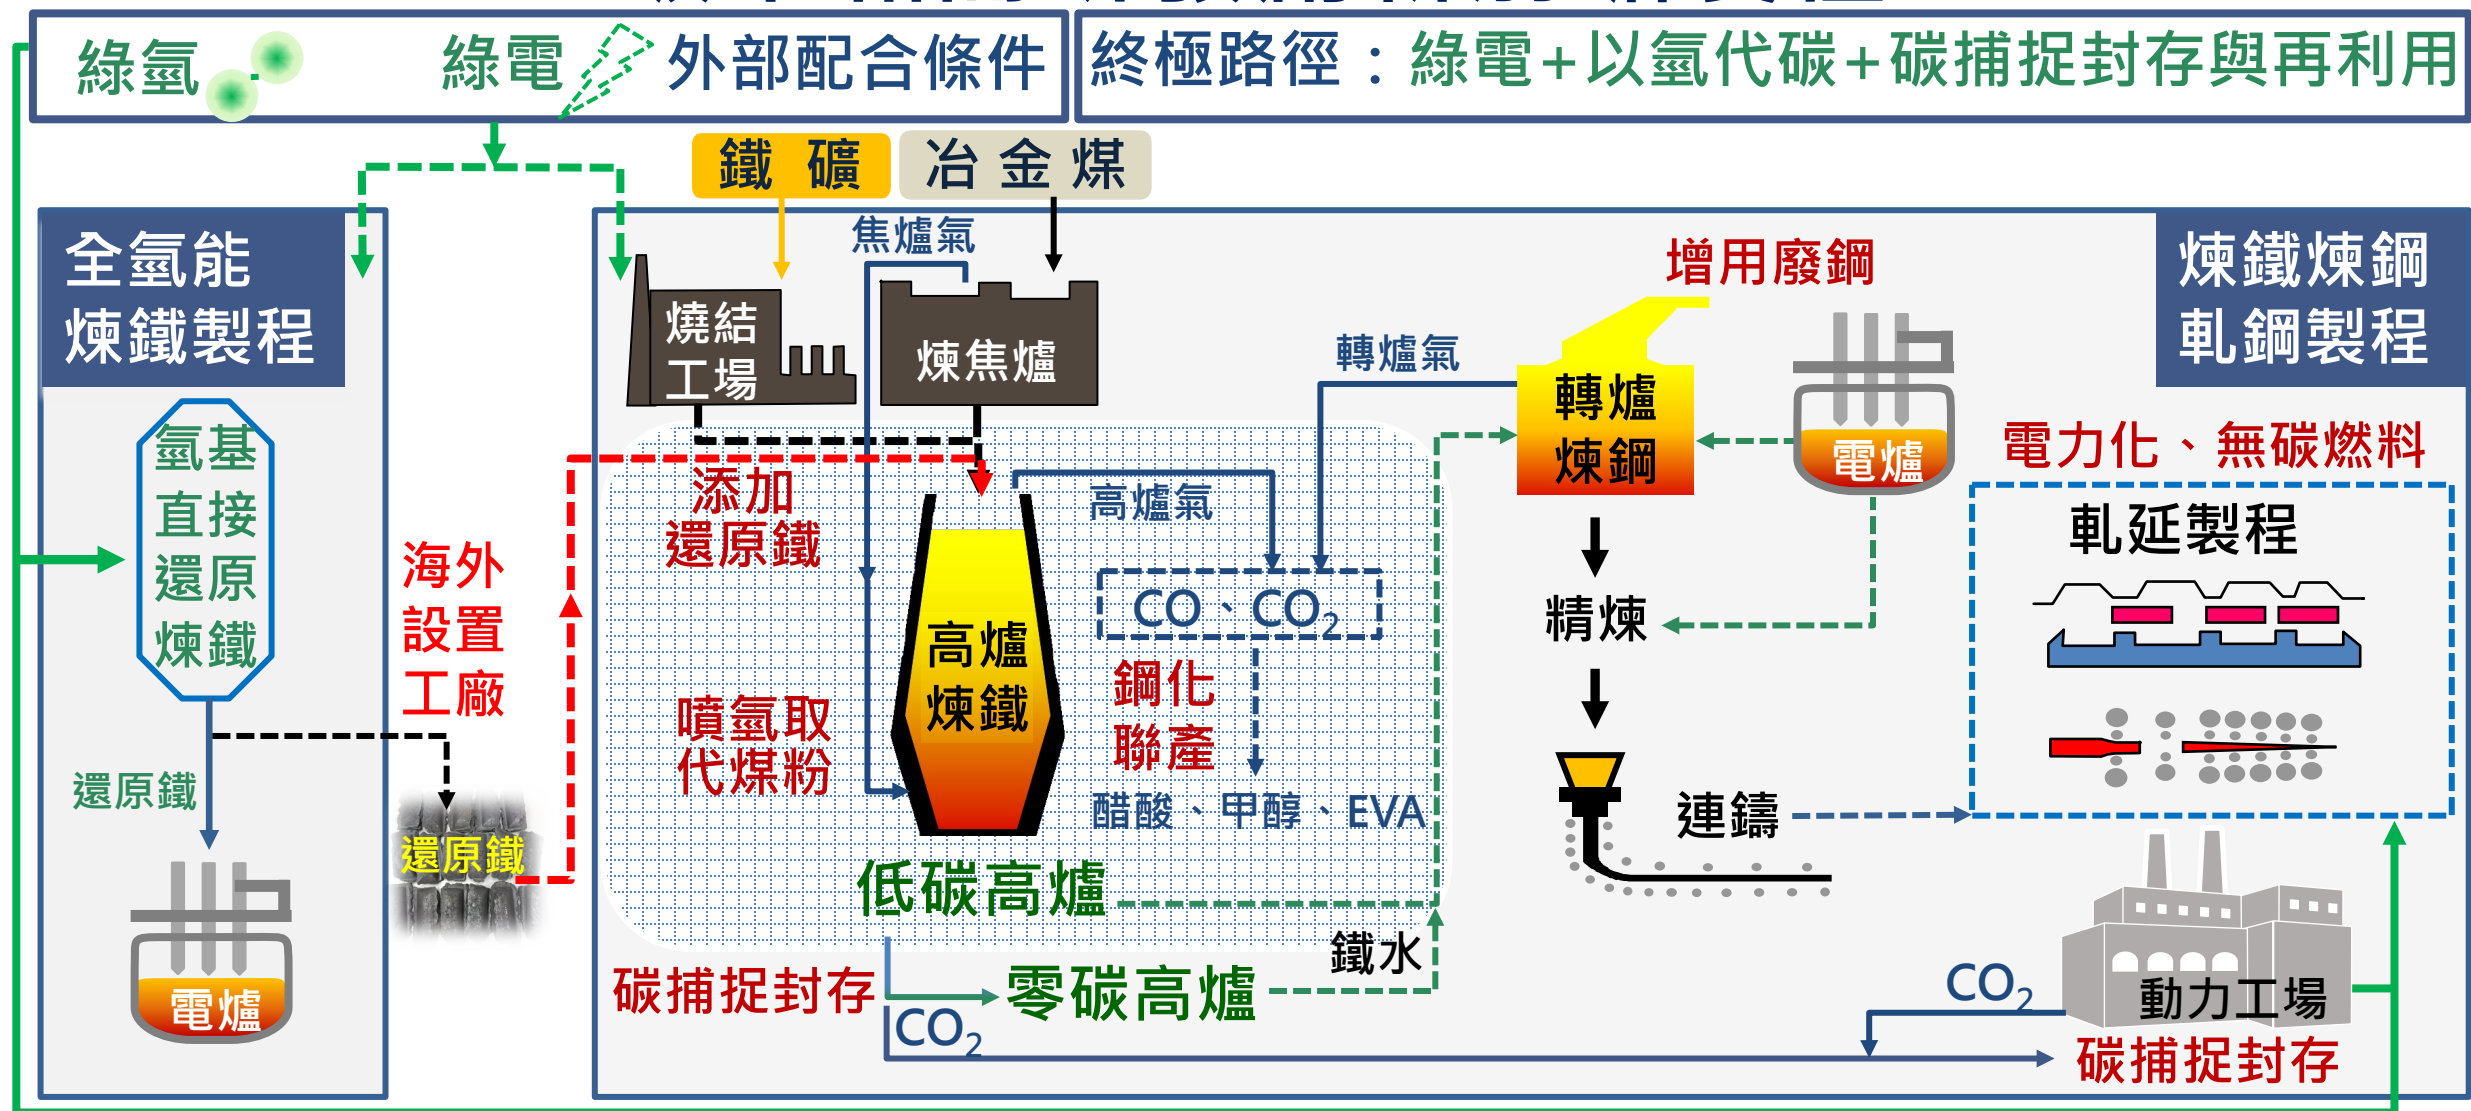 綠氫
綠電
外部配合條件
終極路徑：綠電+以氫代碳+碳捕捉封存與再利用
鐵礦
冶金煤
全氫能
煉鐵製程
煉鐵煉鋼
軋鋼製程
焦爐氣
燒結
工場
煉焦爐
增用廢鋼
轉爐氣
轉爐
煉鋼
電爐
電力化、無碳燃料
軋延製程
氫基
直接
還原
煉鐵
海外
設置
工廠
添加
還原鐵
高爐氣
CO、CO₂
高爐
煉鐵
鋼化
聯產
噴氫取
代煤粉
醋酸、甲醇、EVA
精煉
連鑄
還原鐵
還原鐵
電爐
低碳高爐
鐵水
碳捕捉封存
零碳高爐
CO₂
CO₂
動力工場
碳捕捉封存